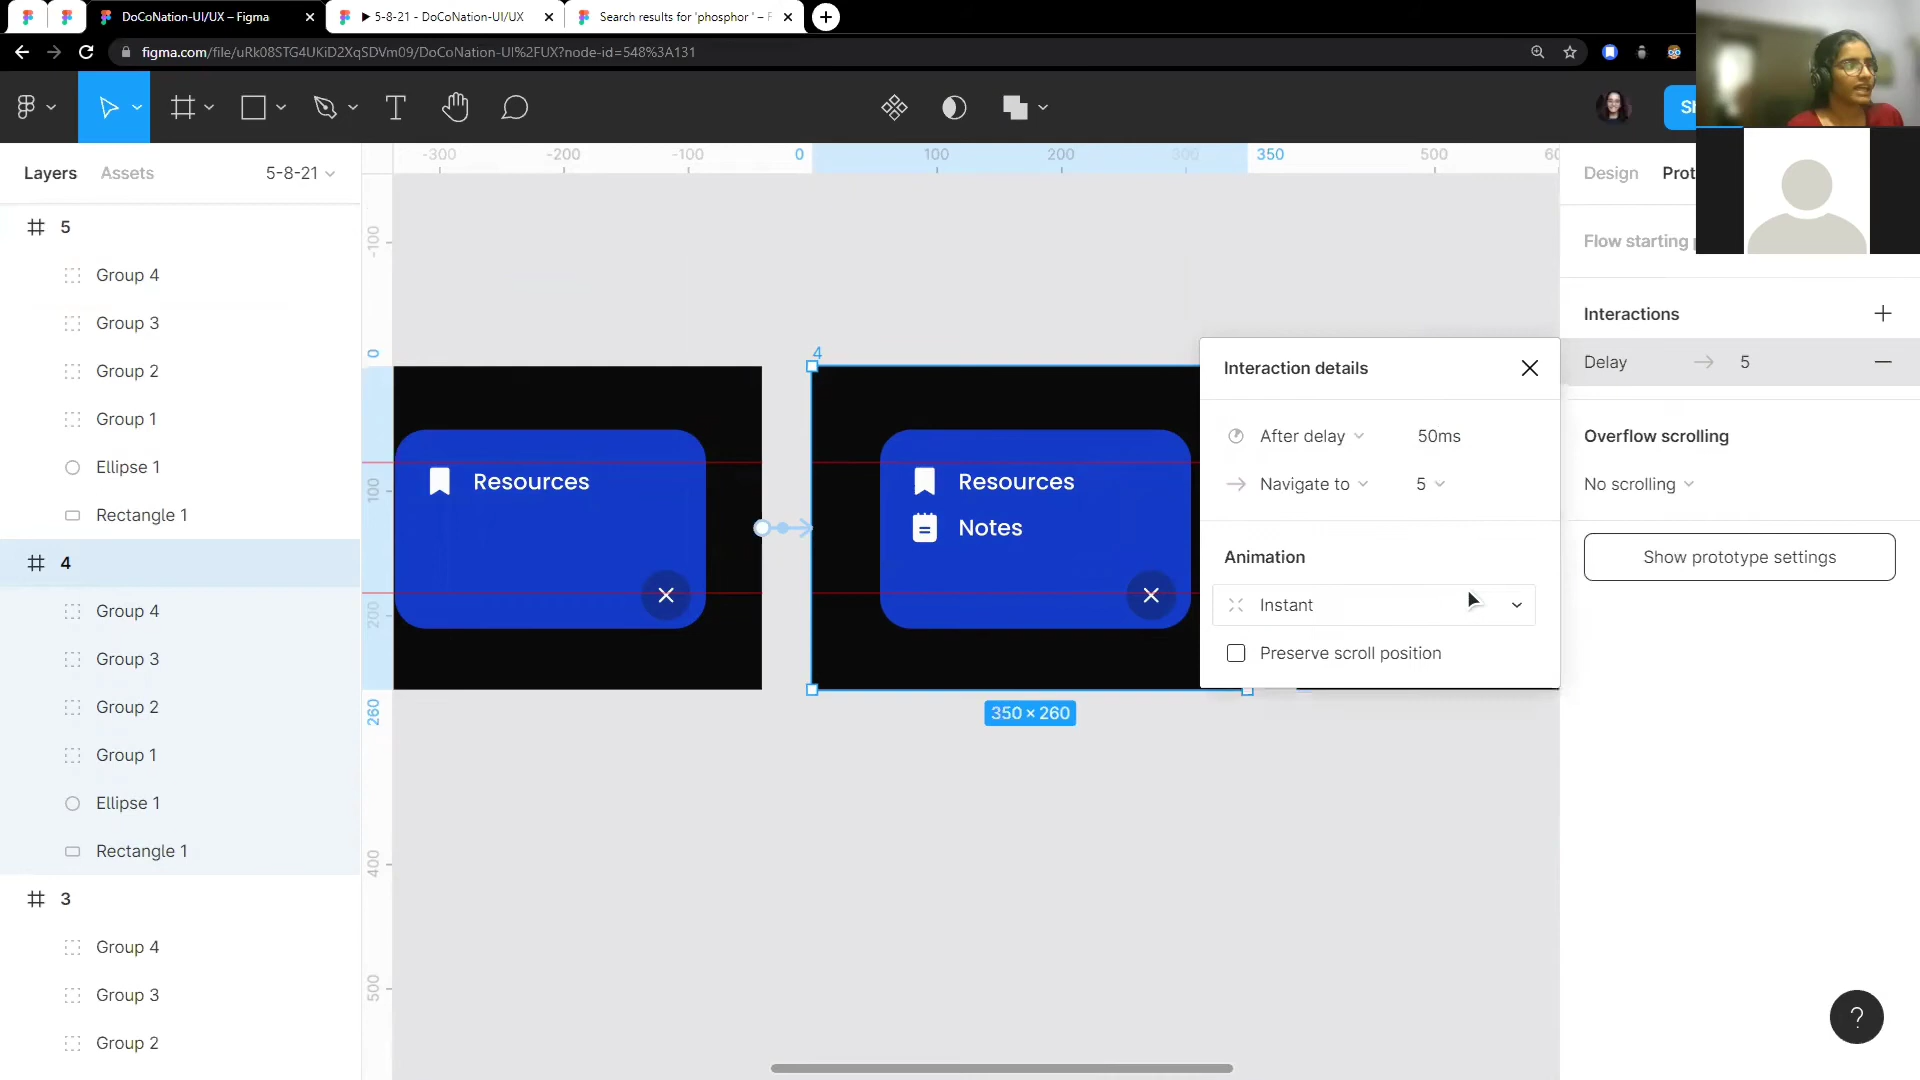 DoCoNation-UI/UX – Figma
5-8-21 - DoCoNation-UI/UX
Search results for 'phosphor ' – F
figma.com/file/uRk08STG4UKiD2XqSDVm09/DoCoNation-UI%2FUX?node-id=548%3A131
Layers
Assets
5-8-21
5
Group 4
Group 3
Group 2
Group 1
Ellipse 1
Rectangle 1
4
Group 4
Group 3
Group 2
Group 1
Ellipse 1
Rectangle 1
3
Group 4
Group 3
Group 2
-300
-200
-100
0
100
200
300
350
500
60
-100
0
100
200
260
400
500
Resources
4
Resources
Notes
350 × 260
Interaction details
After delay
50ms
Navigate to
5
Animation
Instant
Preserve scroll position
Design
Prot
Flow starting
Interactions
Delay
5
Overflow scrolling
No scrolling
Show prototype settings
?